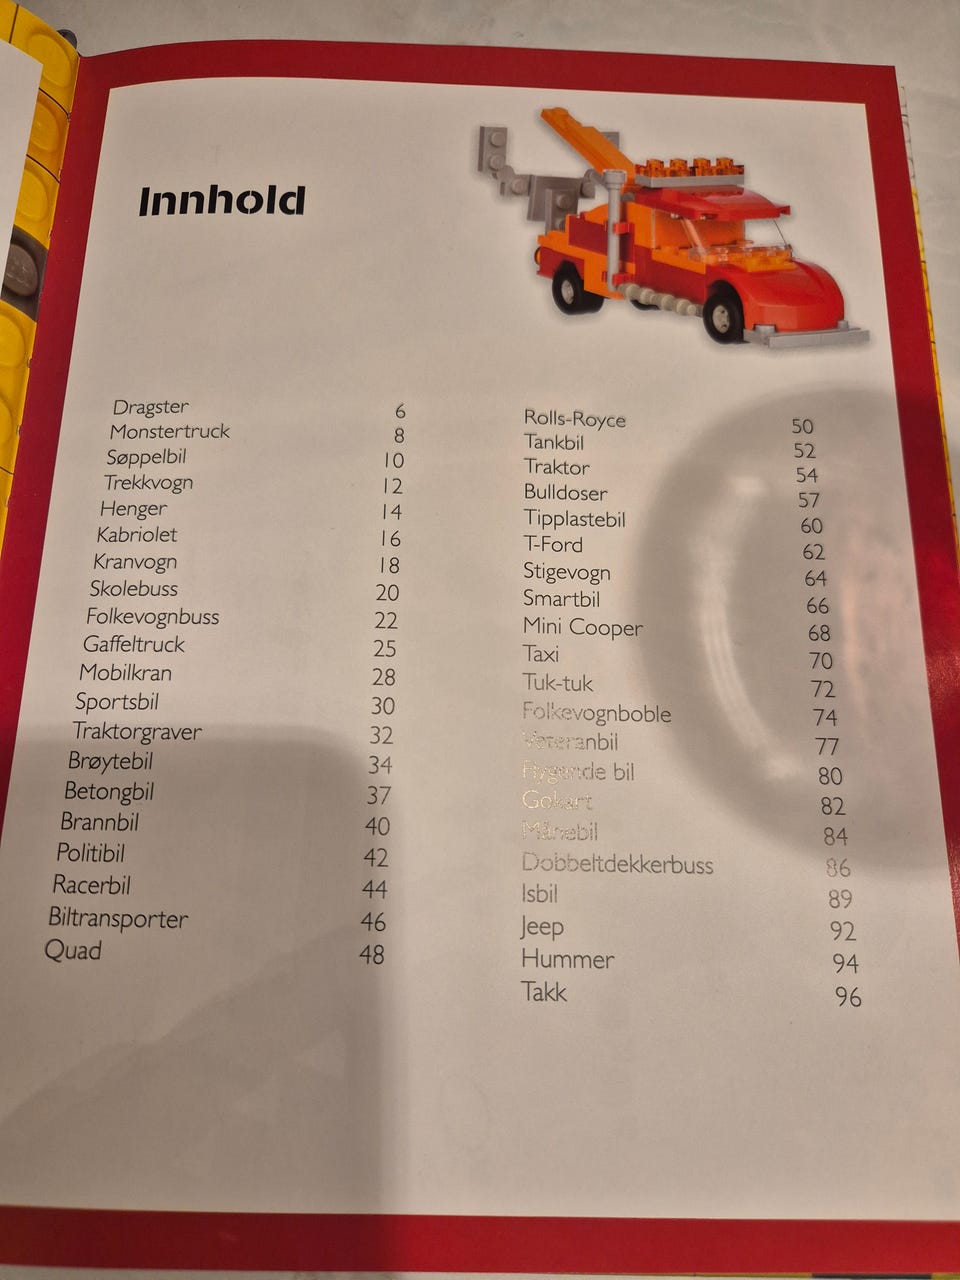 Innhold
Dragster 6
Monstertruck 8
Søppelbil 10
Trekkvogn 12
Henger 14
Kabriolet 16
Kranvogn 18
Skolebuss 20
Folkevognbuss 22
Gaffeltruck 25
Mobilkran 28
Sportsbil 30
Traktorgraver 32
Brøytebil 34
Betongbil 37
Brannbil 40
Politibil 42
Racerbil 44
Biltransporter 46
Quad 48
Rolls-Royce 50
Tankbil 52
Traktor 54
Bulldoser 57
Tipplastebil 60
T-Ford 62
Stigevogn 64
Smartbil 66
Mini Cooper 68
Taxi 70
Tuk-tuk 72
Folkevognboble 74
Veteranbil 77
Flygende bil 80
Gokart 82
Månebil 84
Dobbeltdekkerbuss 86
Isbil 89
Jeep 92
Hummer 94
Takk 96